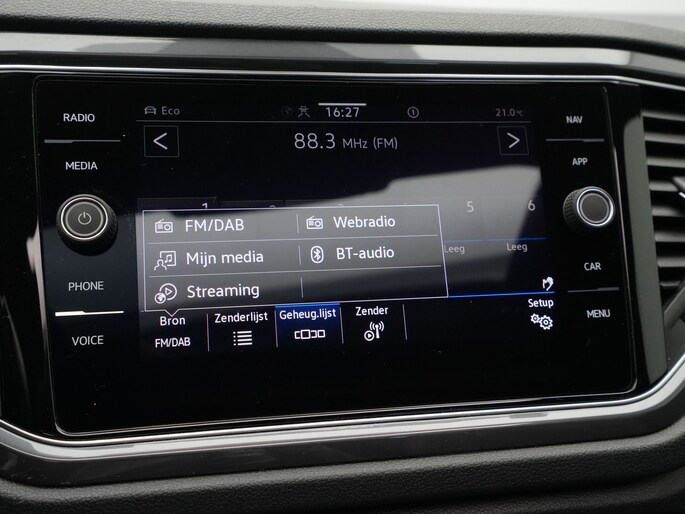 RADIO
MEDIA
PHONE
VOICE
Eco
16:27
21.0°C
88.3 MHz (FM)
1
5
6
Leeg
Leeg
FM/DAB
Webradio
Mijn media
BT-audio
Streaming
Bron
FM/DAB
Zenderlijst
Geheug.lijst
Zender
Setup
NAV
APP
CAR
MENU